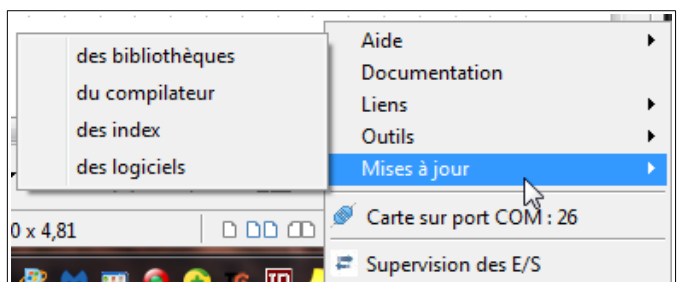 des bibliothèques
du compilateur
des index
des logiciels
Aide
Documentation
Liens
Outils
Mises à jour
Carte sur port COM : 26
Supervision des E/S
0 x 4,81